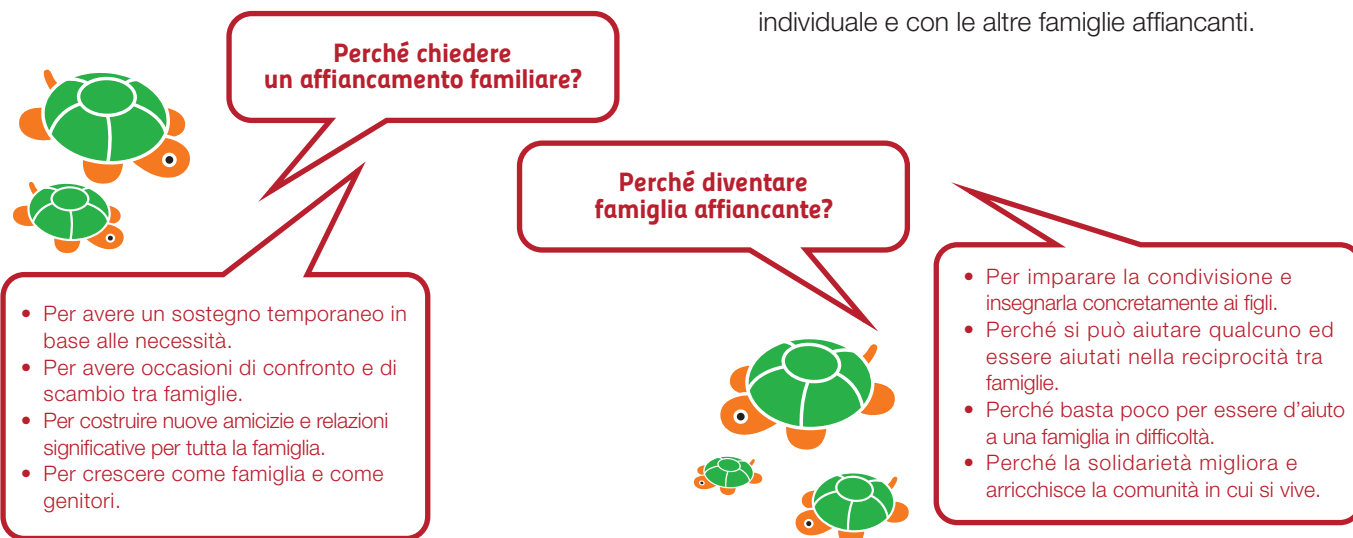 individuale e con le altre famiglie affiancanti.
Perché chiedere
un affiancamento familiare?
• Per avere un sostegno temporaneo in
base alle necessità.
• Per avere occasioni di confronto e di
scambio tra famiglie.
• Per costruire nuove amicizie e relazioni
significative per tutta la famiglia.
• Per crescere come famiglia e come
genitori.
Perché diventare
famiglia affiancante?
• Per imparare la condivisione e
insegnarla concretamente ai figli.
• Perché si può aiutare qualcuno ed
essere aiutati nella reciprocità tra
famiglie.
• Perché basta poco per essere d'aiuto
a una famiglia in difficoltà.
• Perché la solidarietà migliora e
arricchisce la comunità in cui si vive.